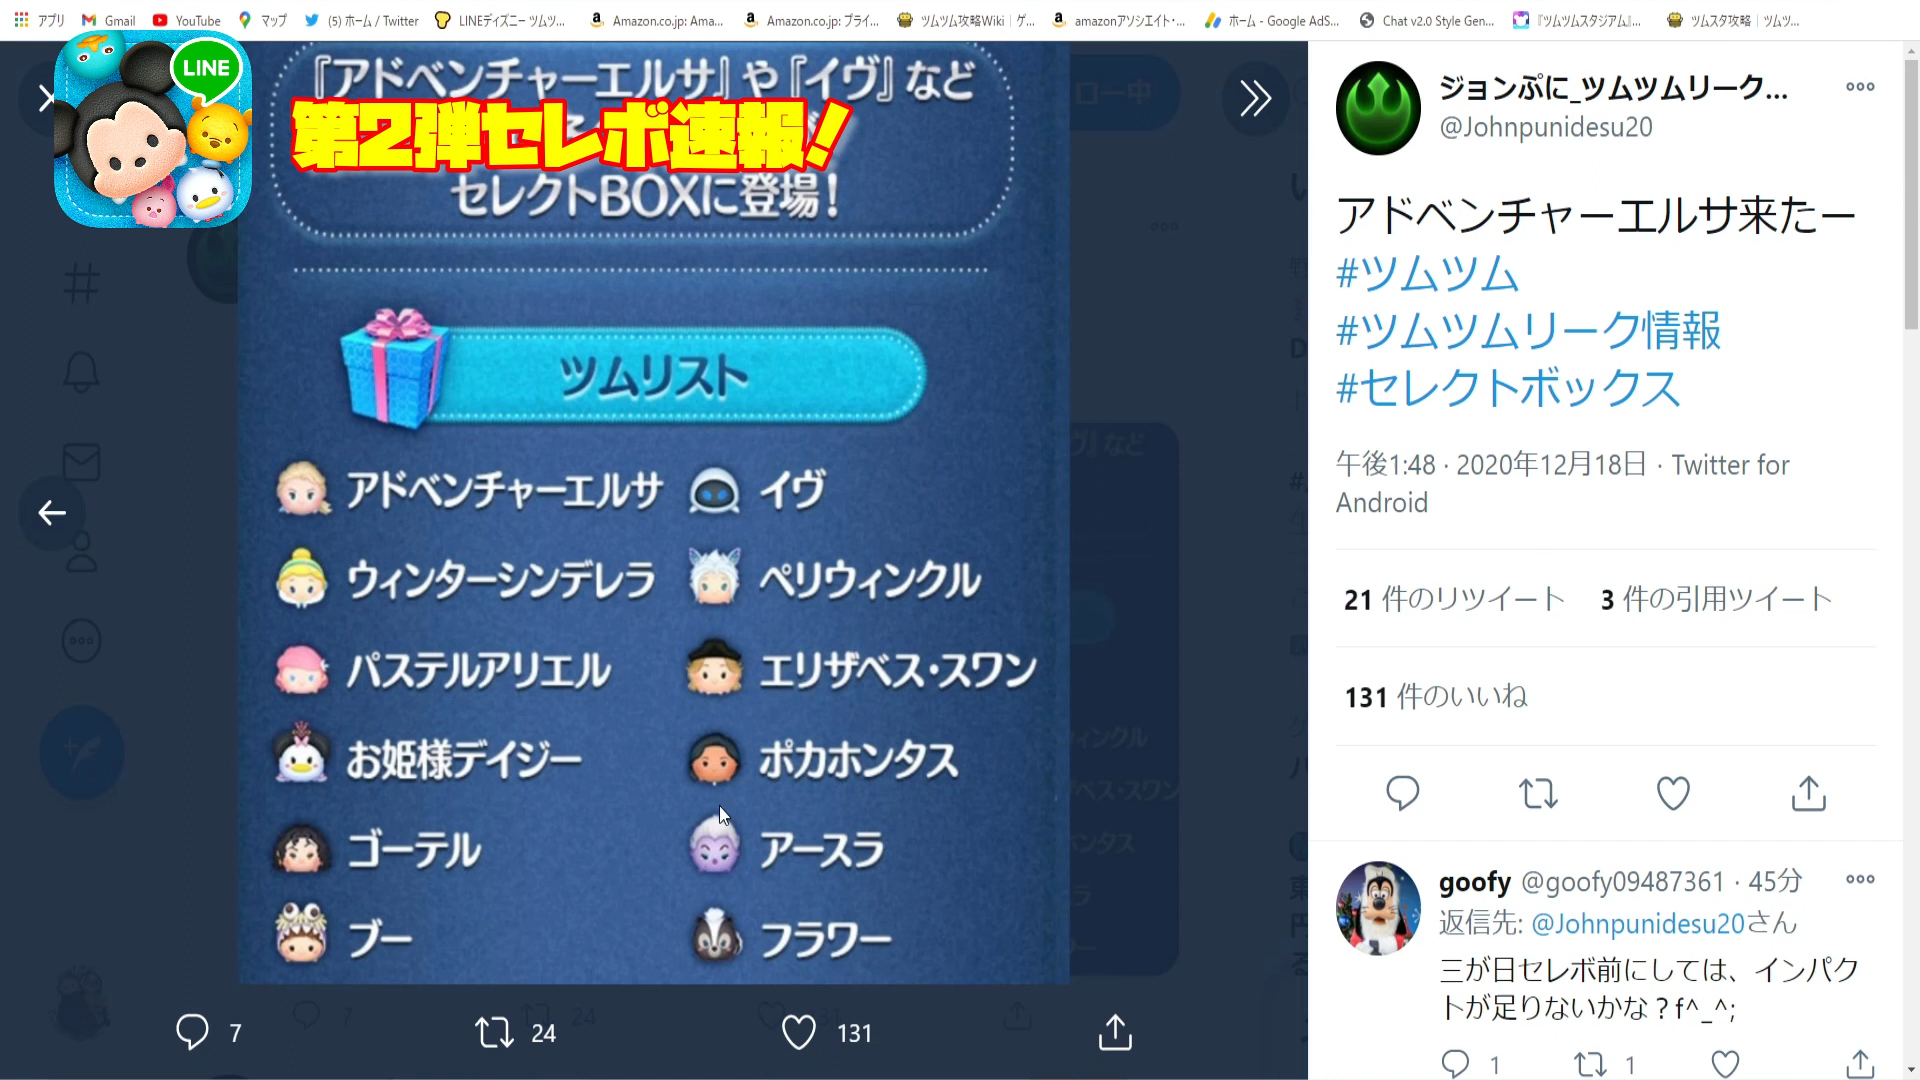 アプリ
Gmail
YouTube
マップ
(5) ホーム / Twitter
LINEディズニー ツムツ...
Amazon.co.jp: Ama...
Amazon.co.jp: プライ...
ツムツム攻略Wiki｜ゲ...
amazonアソシエイト・...
ホーム - Google AdS...
Chat v2.0 Style Gen...
『ツムツムスタジアム』...
ツムスタ攻略｜ツムツ...
LINE
『アドベンチャーエルサ』や『イヴ』など
第2弾セレボ速報！
セレクトBOXに登場！
ツムリスト
アドベンチャーエルサ
イヴ
ウィンターシンデレラ
ペリウィンクル
パステルアリエル
エリザベス・スワン
お姫様デイジー
ポカホンタス
ゴーテル
アースラ
ブー
フラワー
7
24
131
ジョンぷに_ツムツムリーク...
@Johnpunidesu20
アドベンチャーエルサ来たー
#ツムツム
#ツムツムリーク情報
#セレクトボックス
午後1:48 · 2020年12月18日 · Twitter for
Android
21 件のリツイート
3 件の引用ツイート
131 件のいいね
goofy @goofy09487361 · 45分
返信先: @Johnpunidesu20さん
三が日セレボ前にしては、インパク
トが足りないかな？f^_^;
1
1